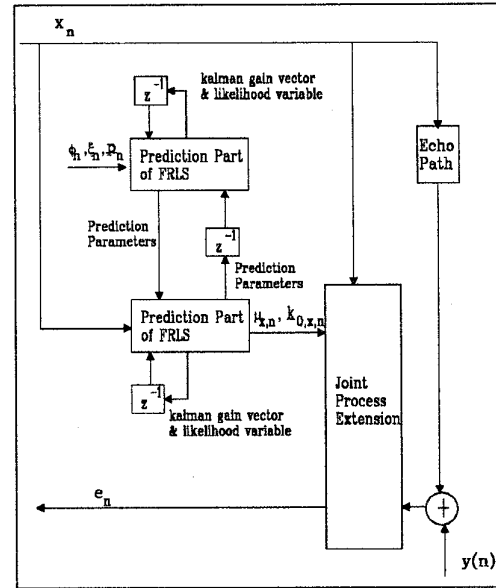 x_n
z^-1
kalman gain vector
& likelihood variable
ϕ_n, ξ_n, p_n
Prediction Part
of FRLS
Echo
Path
Prediction
Parameters
z^-1
Prediction
Parameters
Prediction Part
of FRLS
μ_x,n, k_0,x,n
Joint
Process
Extension
z^-1
kalman gain vector
& likelihood variable
e_n
+
y(n)